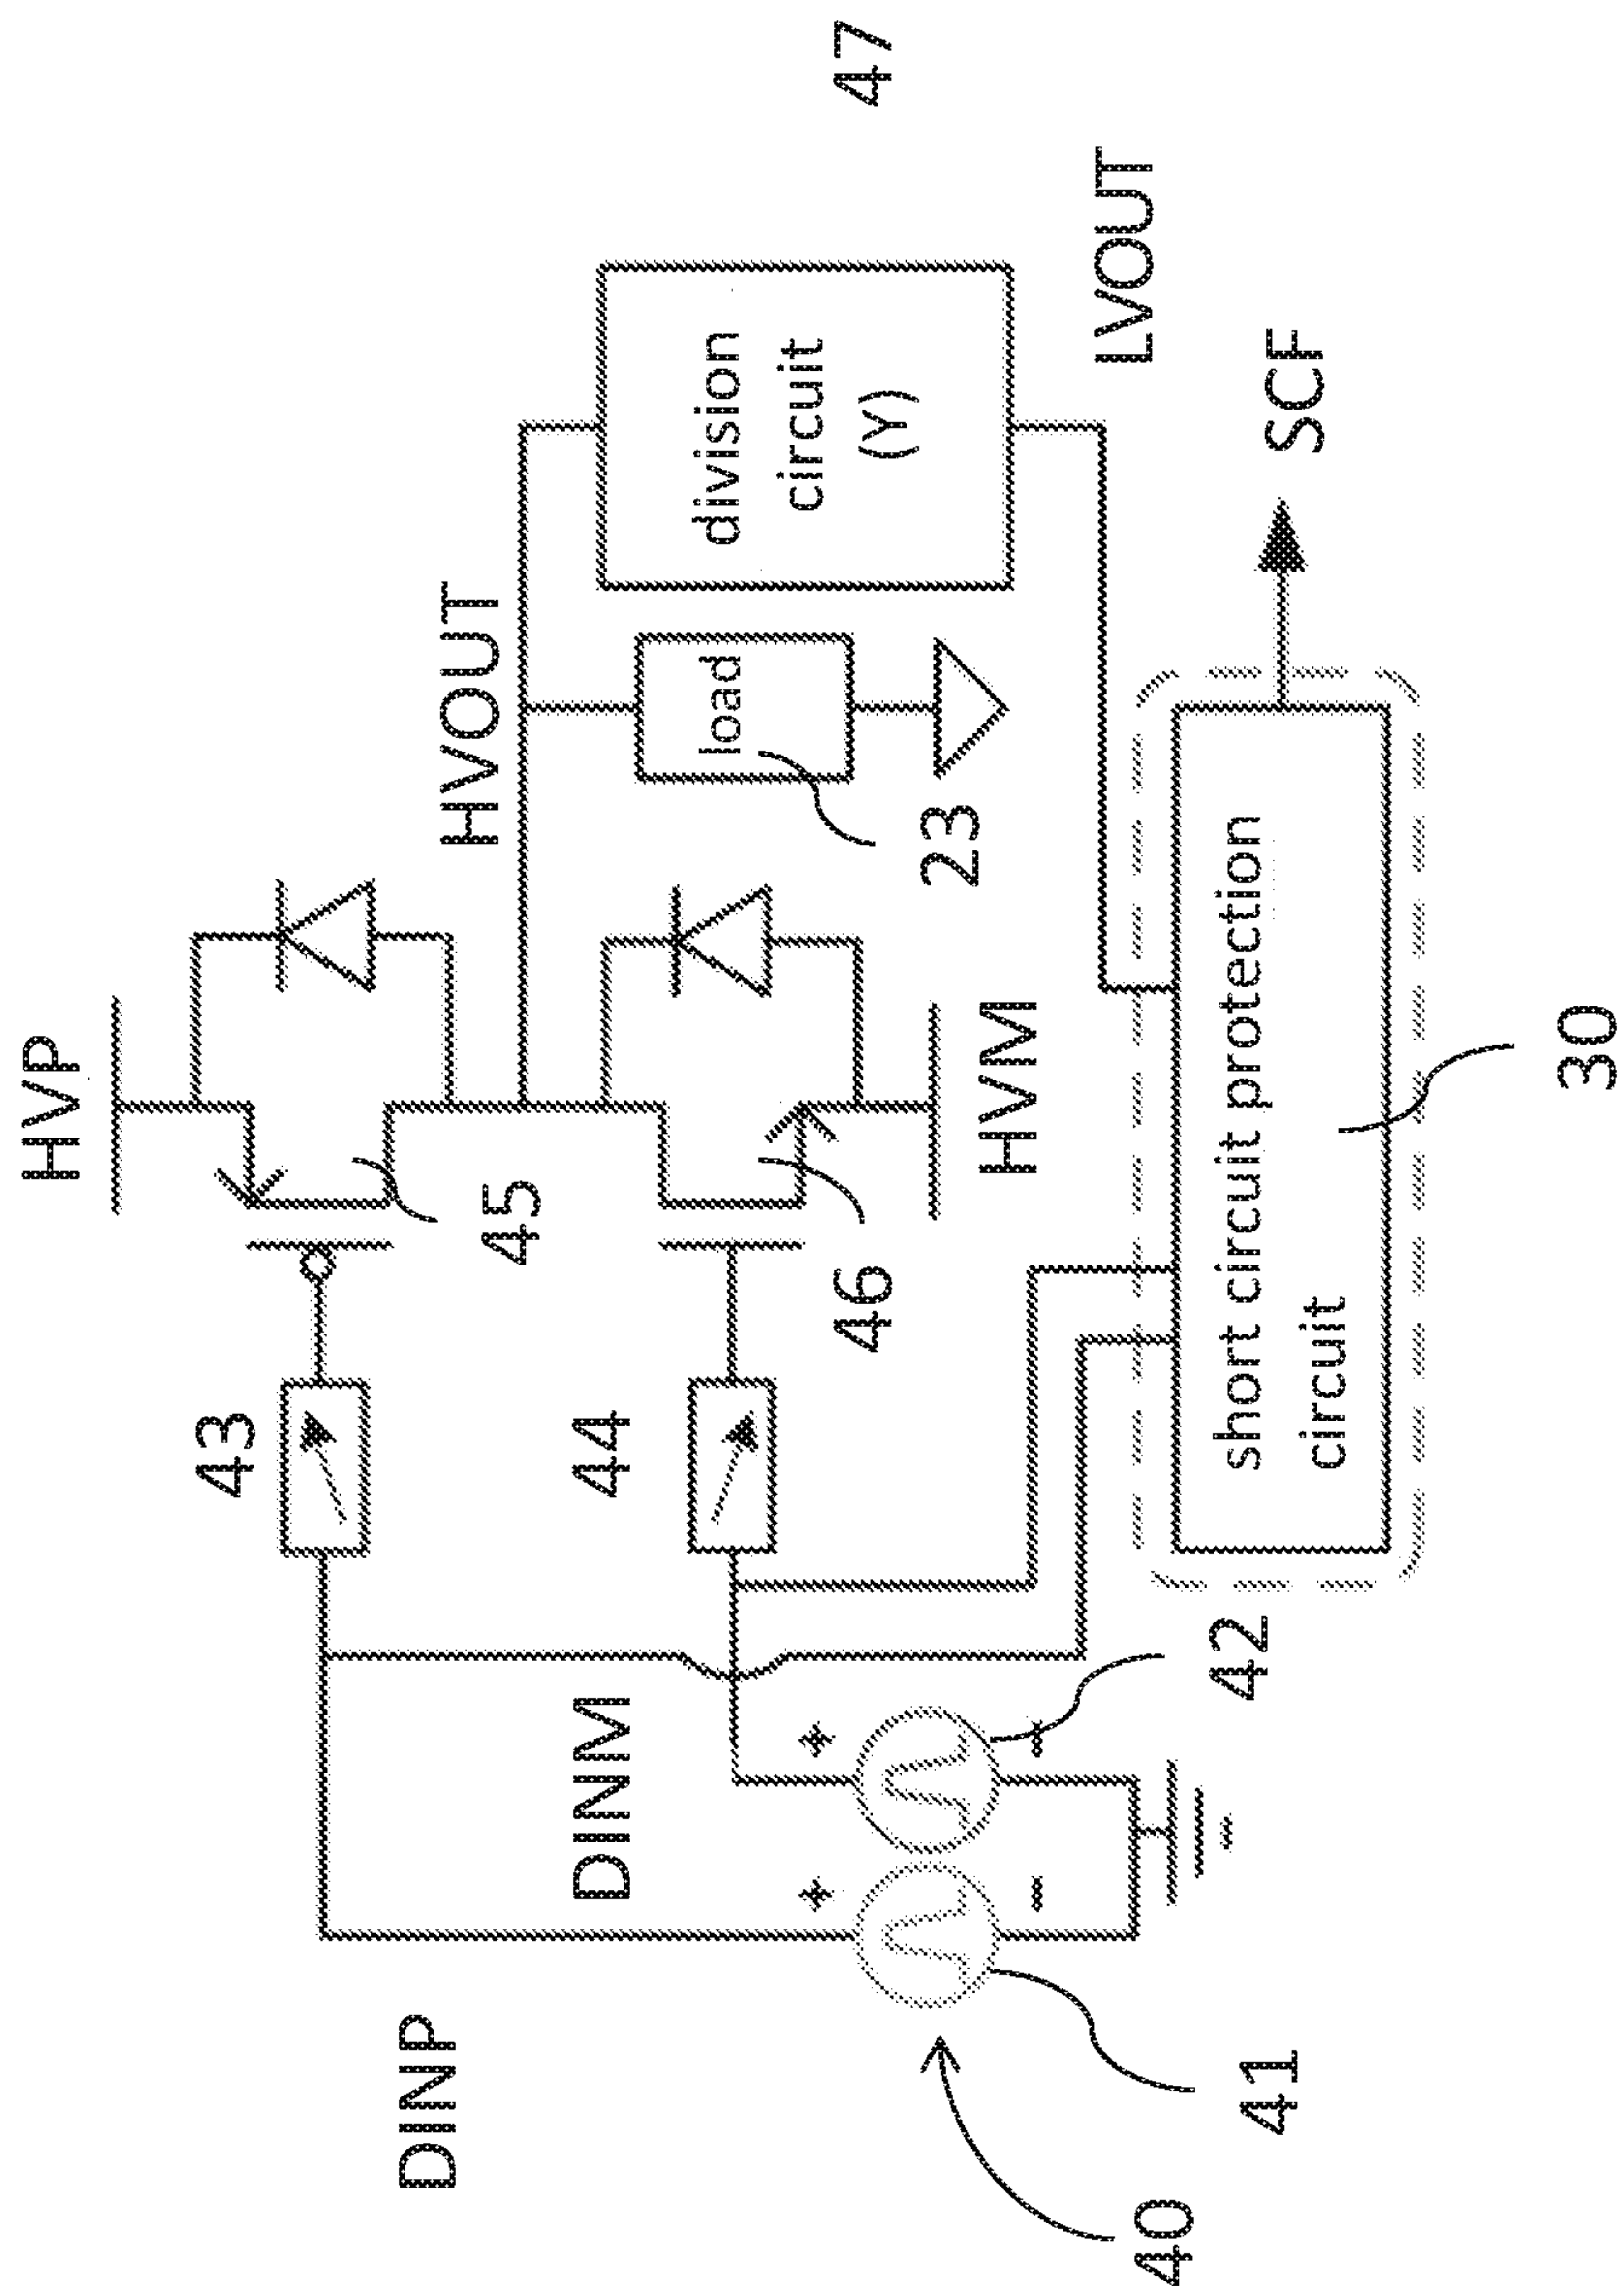 HVP
43
45
HVOUT
DINP
DINM
44
46
HVM
load
23
division
circuit
(Y)
47
LVOUT
+
+
-
-
40
41
42
short circuit protection
circuit
30
SCF